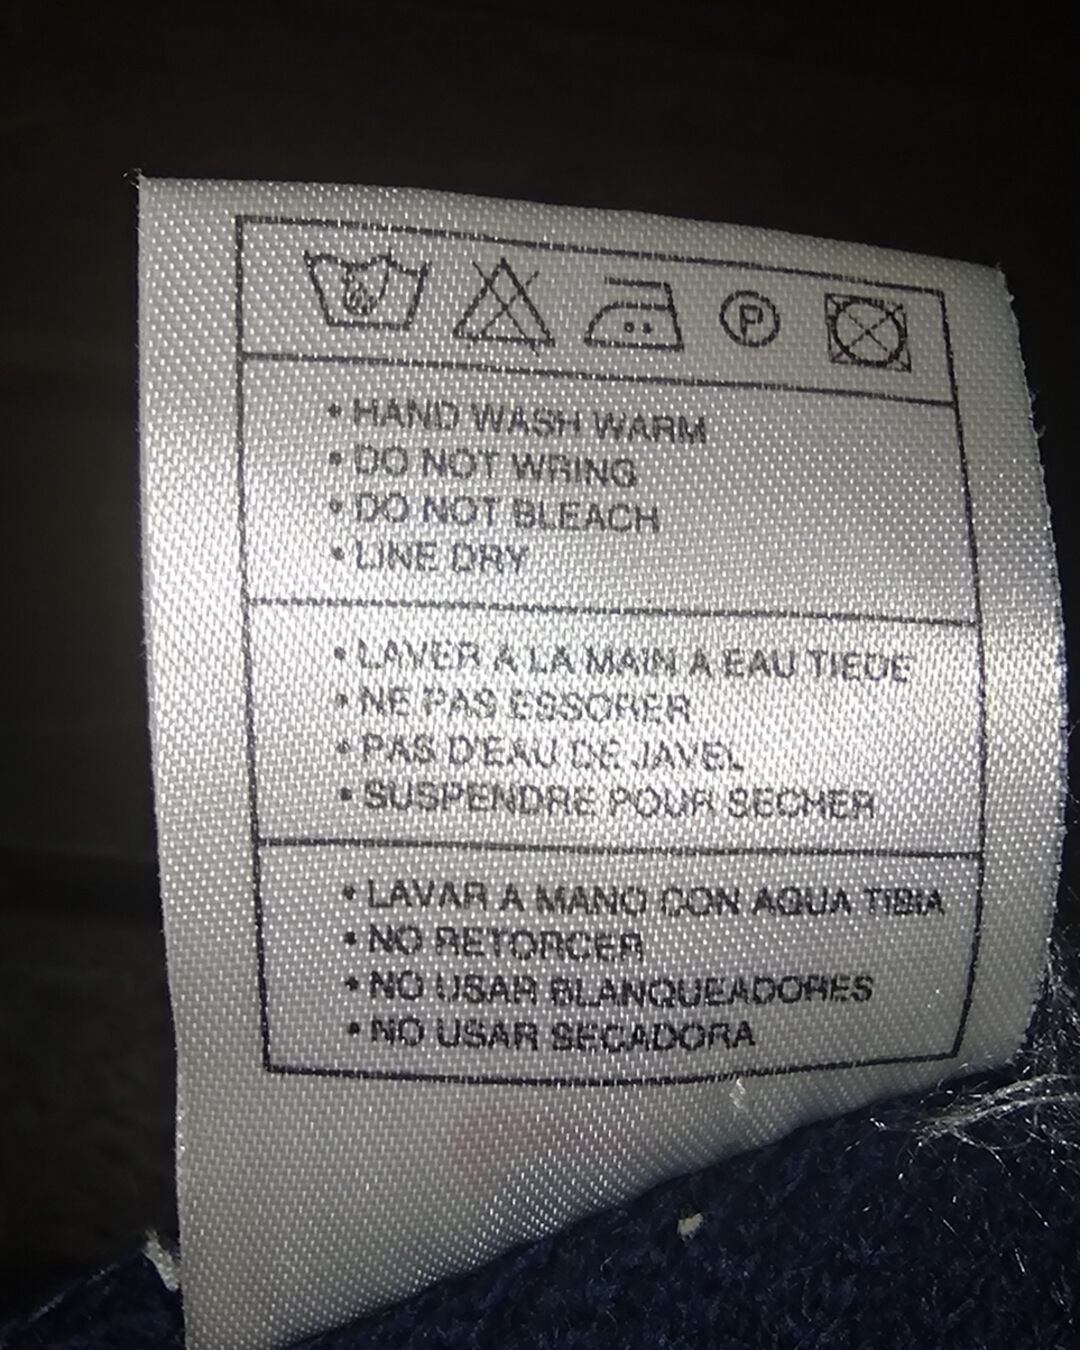 P
• HAND WASH WARM
• DO NOT WRING
• DO NOT BLEACH
• LINE DRY
• LAVER A LA MAIN A EAU TIEDE
• NE PAS ESSORER
• PAS D'EAU DE JAVEL
• SUSPENDRE POUR SECHER
• LAVAR A MANO CON AQUA TIBIA
• NO RETORCER
• NO USAR BLANQUEADORES
• NO USAR SECADORA